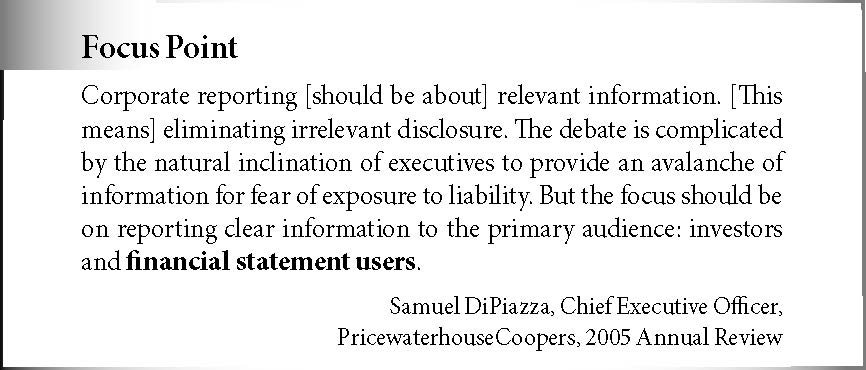 Focus Point
Corporate reporting [should be about] relevant information. [This
means] eliminating irrelevant disclosure. The debate is complicated
by the natural inclination of executives to provide an avalanche of
information for fear of exposure to liability. But the focus should be
on reporting clear information to the primary audience: investors
and financial statement users.
Samuel DiPiazza, Chief Executive Officer,
PricewaterhouseCoopers, 2005 Annual Review